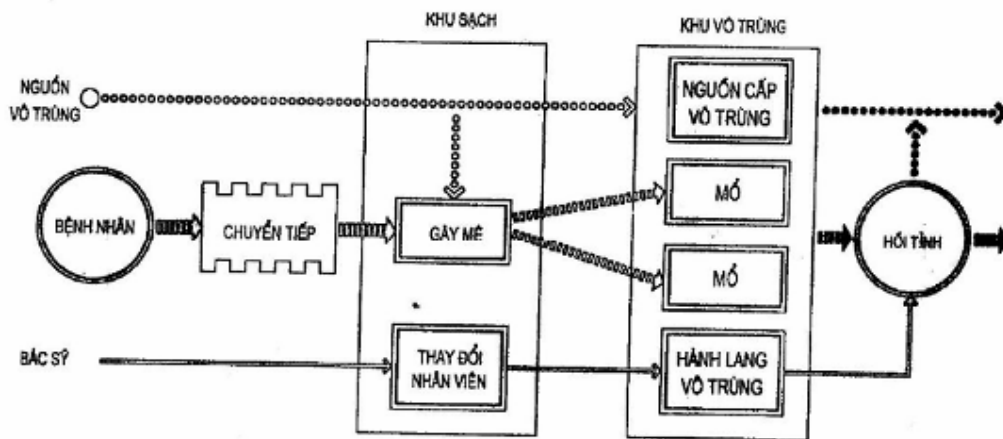 KHU SẠCH
KHU VÔ TRÙNG
NGUỒN
VÔ TRÙNG
NGUỒN CẤP
VÔ TRÙNG
BỆNH NHÂN
CHUYỂN TIẾP
GÂY MÊ
MỔ
MỔ
HỒI TỈNH
BÁC SỸ
THAY ĐỔI
NHÂN VIÊN
HÀNH LANG
VÔ TRÙNG